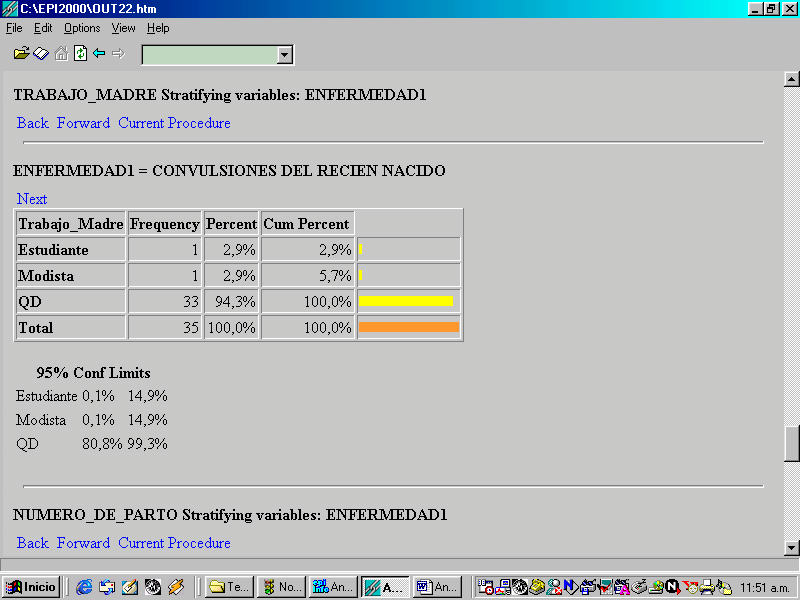 C:\EPI2000\OUT22.htm
File Edit Options View Help
TRABAJO_MADRE Stratifying variables: ENFERMEDAD1
Back Forward Current Procedure
ENFERMEDAD1 = CONVULSIONES DEL RECIEN NACIDO
Next
Trabajo_Madre Frequency Percent Cum Percent
Estudiante 1 2,9% 2,9%
Modista 1 2,9% 5,7%
QD 33 94,3% 100,0%
Total 35 100,0% 100,0%
95% Conf Limits
Estudiante 0,1% 14,9%
Modista 0,1% 14,9%
QD 80,8% 99,3%
NUMERO_DE_PARTO Stratifying variables: ENFERMEDAD1
Back Forward Current Procedure
Inicio Te... No... An... A... An... 11:51 a.m.